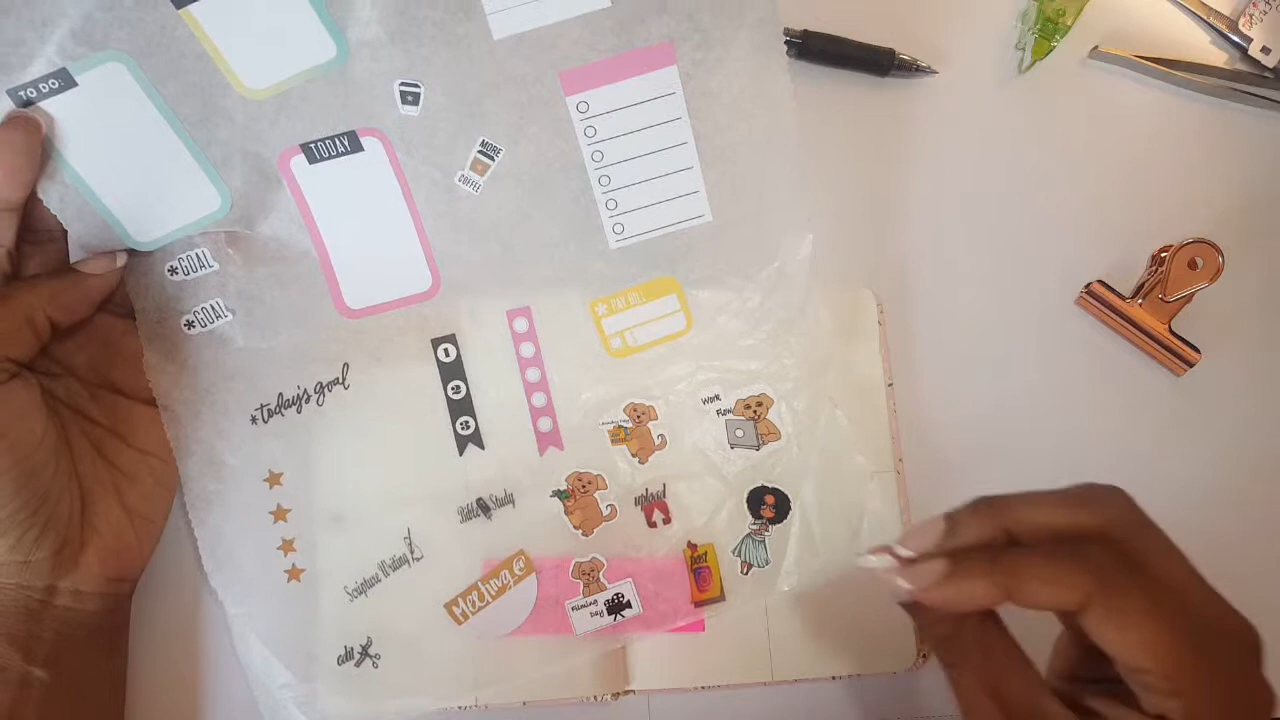 TO DO:
TODAY
MORE
COFFEE
*GOAL
*GOAL
* PAY BILL
$
*today's goal
1
2
3
Work
Flow
Bible Study
upload
Scripture Writing
Meeting @
Filming
Day
post
edit